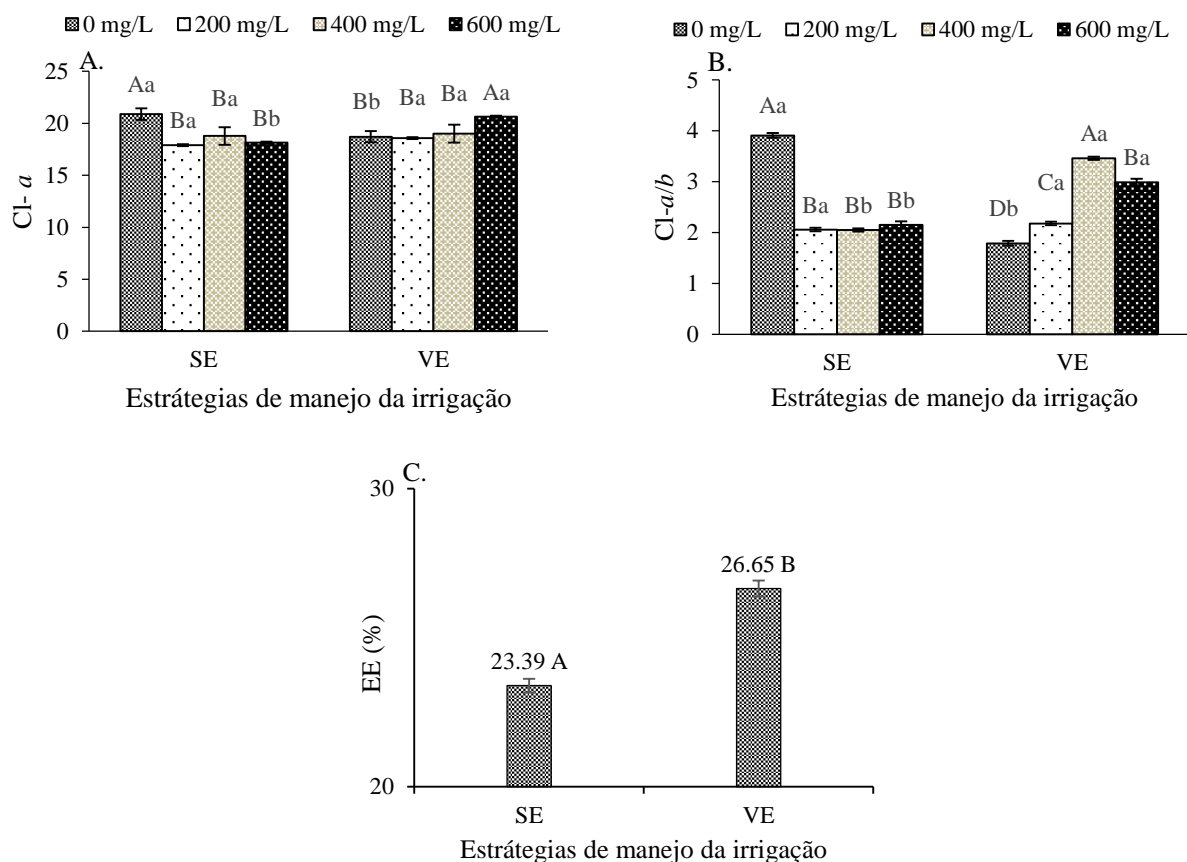 0 mg/L 200 mg/L 400 mg/L 600 mg/L
A.
25
20
15
10
5
0
Cl- a
Aa Ba Ba Bb Bb Ba Ba Aa
SE VE
Estrátegias de manejo da irrigação
0 mg/L 200 mg/L 400 mg/L 600 mg/L
B.
5
4
3
2
1
0
Cl-a/b
Aa Ba Bb Bb Db Ca Aa Ba
SE VE
Estrátegias de manejo da irrigação
C.
30
20
EE (%)
23.39 A 26.65 B
SE VE
Estrátegias de manejo da irrigação